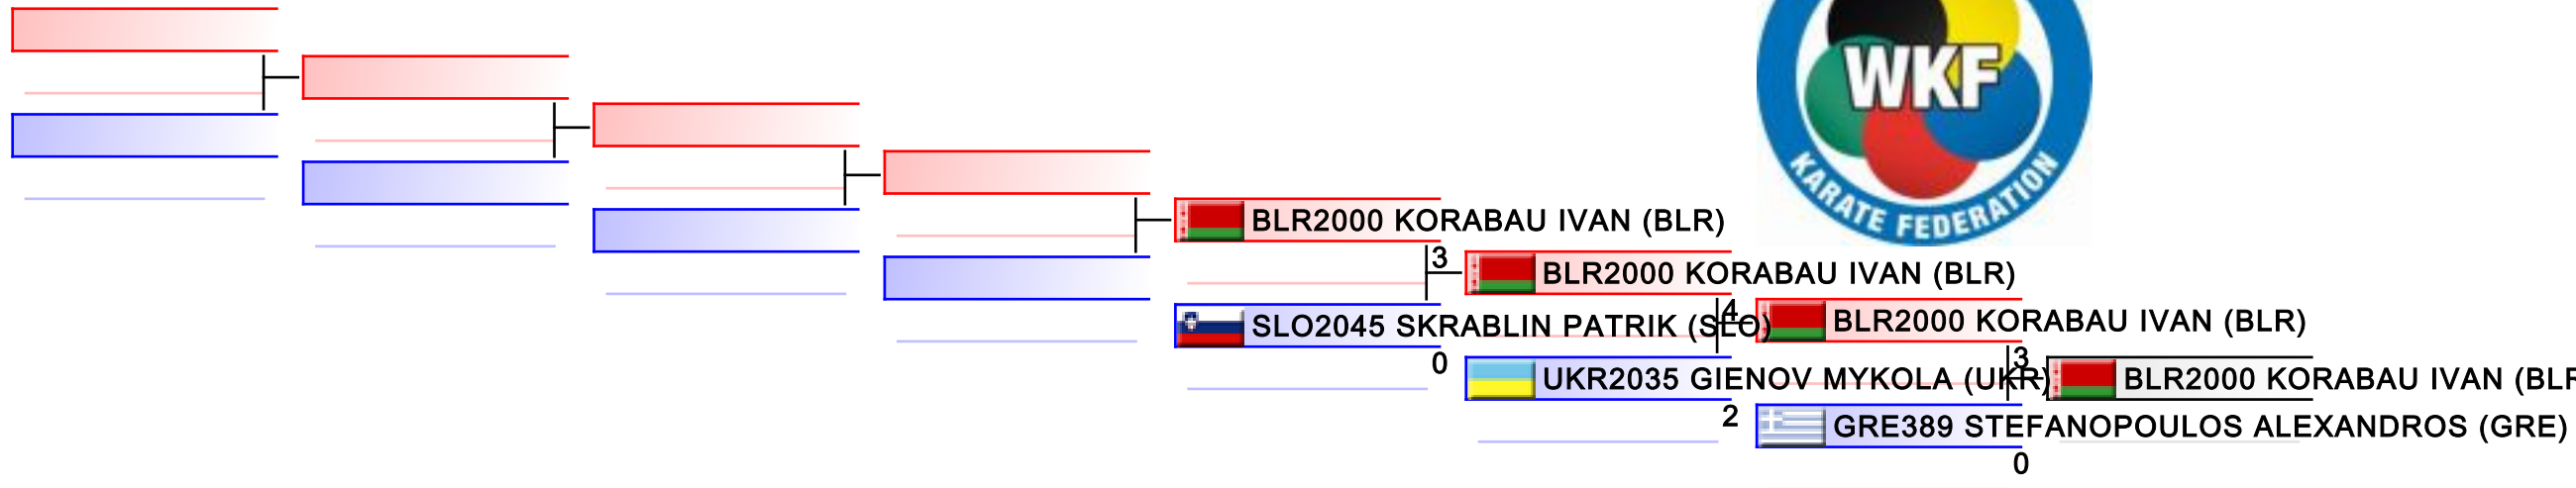 WKF
KARATE FEDERATION
BLR2000 KORABAU IVAN (BLR)
3
BLR2000 KORABAU IVAN (BLR)
SLO2045 SKRABLIN PATRIK (SLO)
4
BLR2000 KORABAU IVAN (BLR)
0
UKR2035 GIENOV MYKOLA (UKR)
3
BLR2000 KORABAU IVAN (BLR
2
GRE389 STEFANOPOULOS ALEXANDROS (GRE)
0